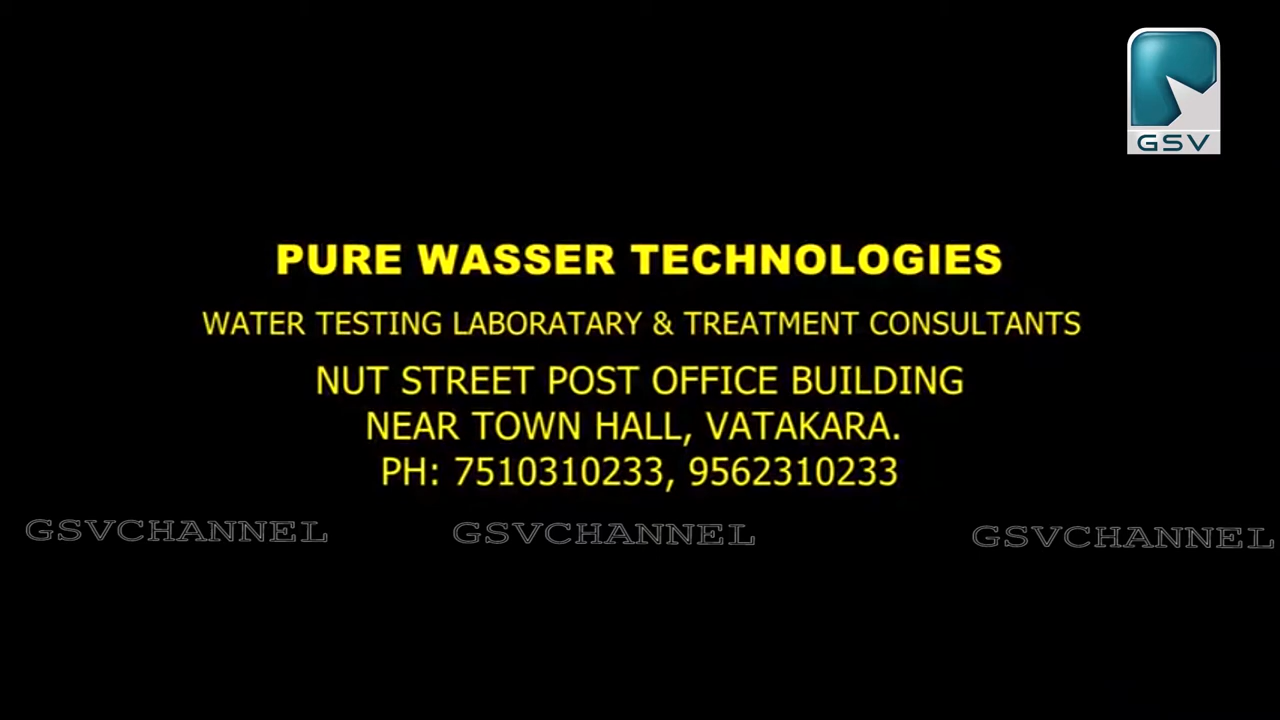 GSV
PURE WASSER TECHNOLOGIES
WATER TESTING LABORATARY & TREATMENT CONSULTANTS
NUT STREET POST OFFICE BUILDING
NEAR TOWN HALL, VATAKARA.
PH: 7510310233, 9562310233
GSVCHANNEL GSVCHANNEL GSVCHANNEL